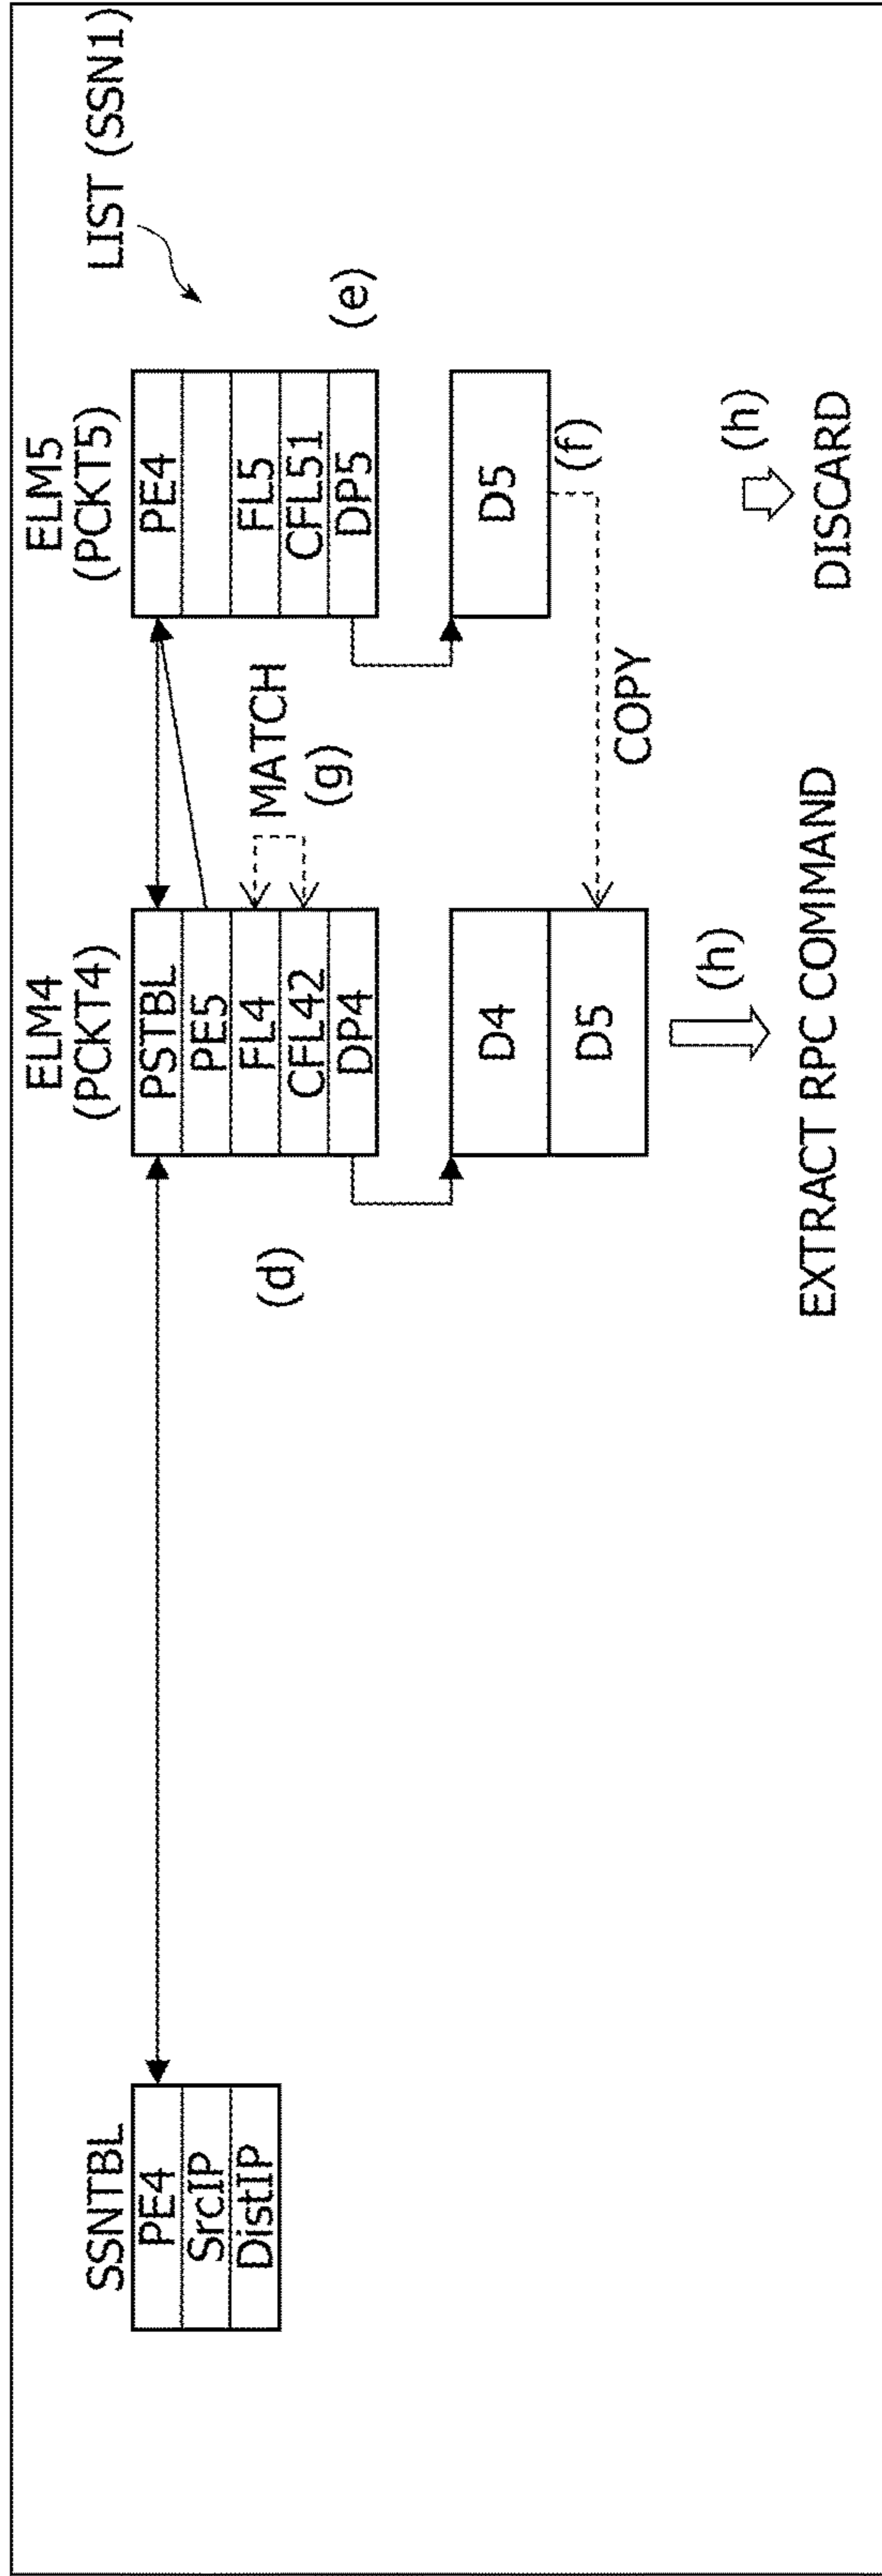 LIST (SSN1)
SSNTBL
PE4
SrcIP
DistIP
(d)
ELM4
(PCKT4)
PSTBL
PE5
FL4
CFL42
DP4
MATCH
(g)
ELM5
(PCKT5)
PE4
FL5
CFL51
DP5
(e)
D4
D5
D5
(f)
COPY
(h)
EXTRACT RPC COMMAND
(h)
DISCARD